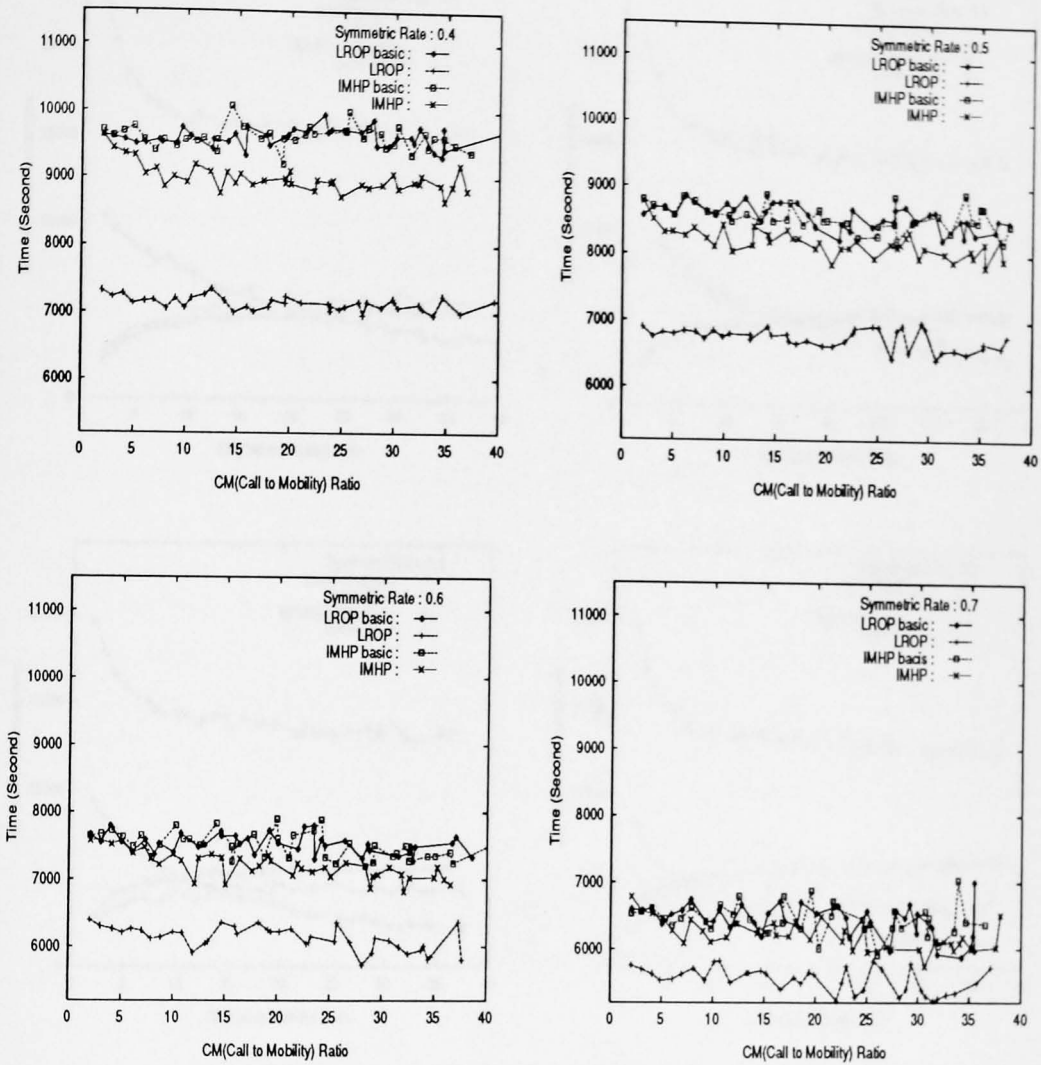 Symmetric Rate : 0.4
LROP basic :
LROP :
IMHP basic :
IMHP :
11000
10000
9000
8000
7000
6000
Time (Second)
0 5 10 15 20 25 30 35 40
CM(Call to Mobility) Ratio
Symmetric Rate : 0.5
LROP basic :
LROP :
IMHP basic :
IMHP :
11000
10000
9000
8000
7000
6000
Time (Second)
0 5 10 15 20 25 30 35 40
CM(Call to Mobility) Ratio
Symmetric Rate : 0.6
LROP basic :
LROP :
IMHP basic :
IMHP :
11000
10000
9000
8000
7000
6000
Time (Second)
0 5 10 15 20 25 30 35 40
CM(Call to Mobility) Ratio
Symmetric Rate : 0.7
LROP basic :
LROP :
IMHP bacis :
IMHP :
11000
10000
9000
8000
7000
6000
Time (Second)
0 5 10 15 20 25 30 35 40
CM(Call to Mobility) Ratio